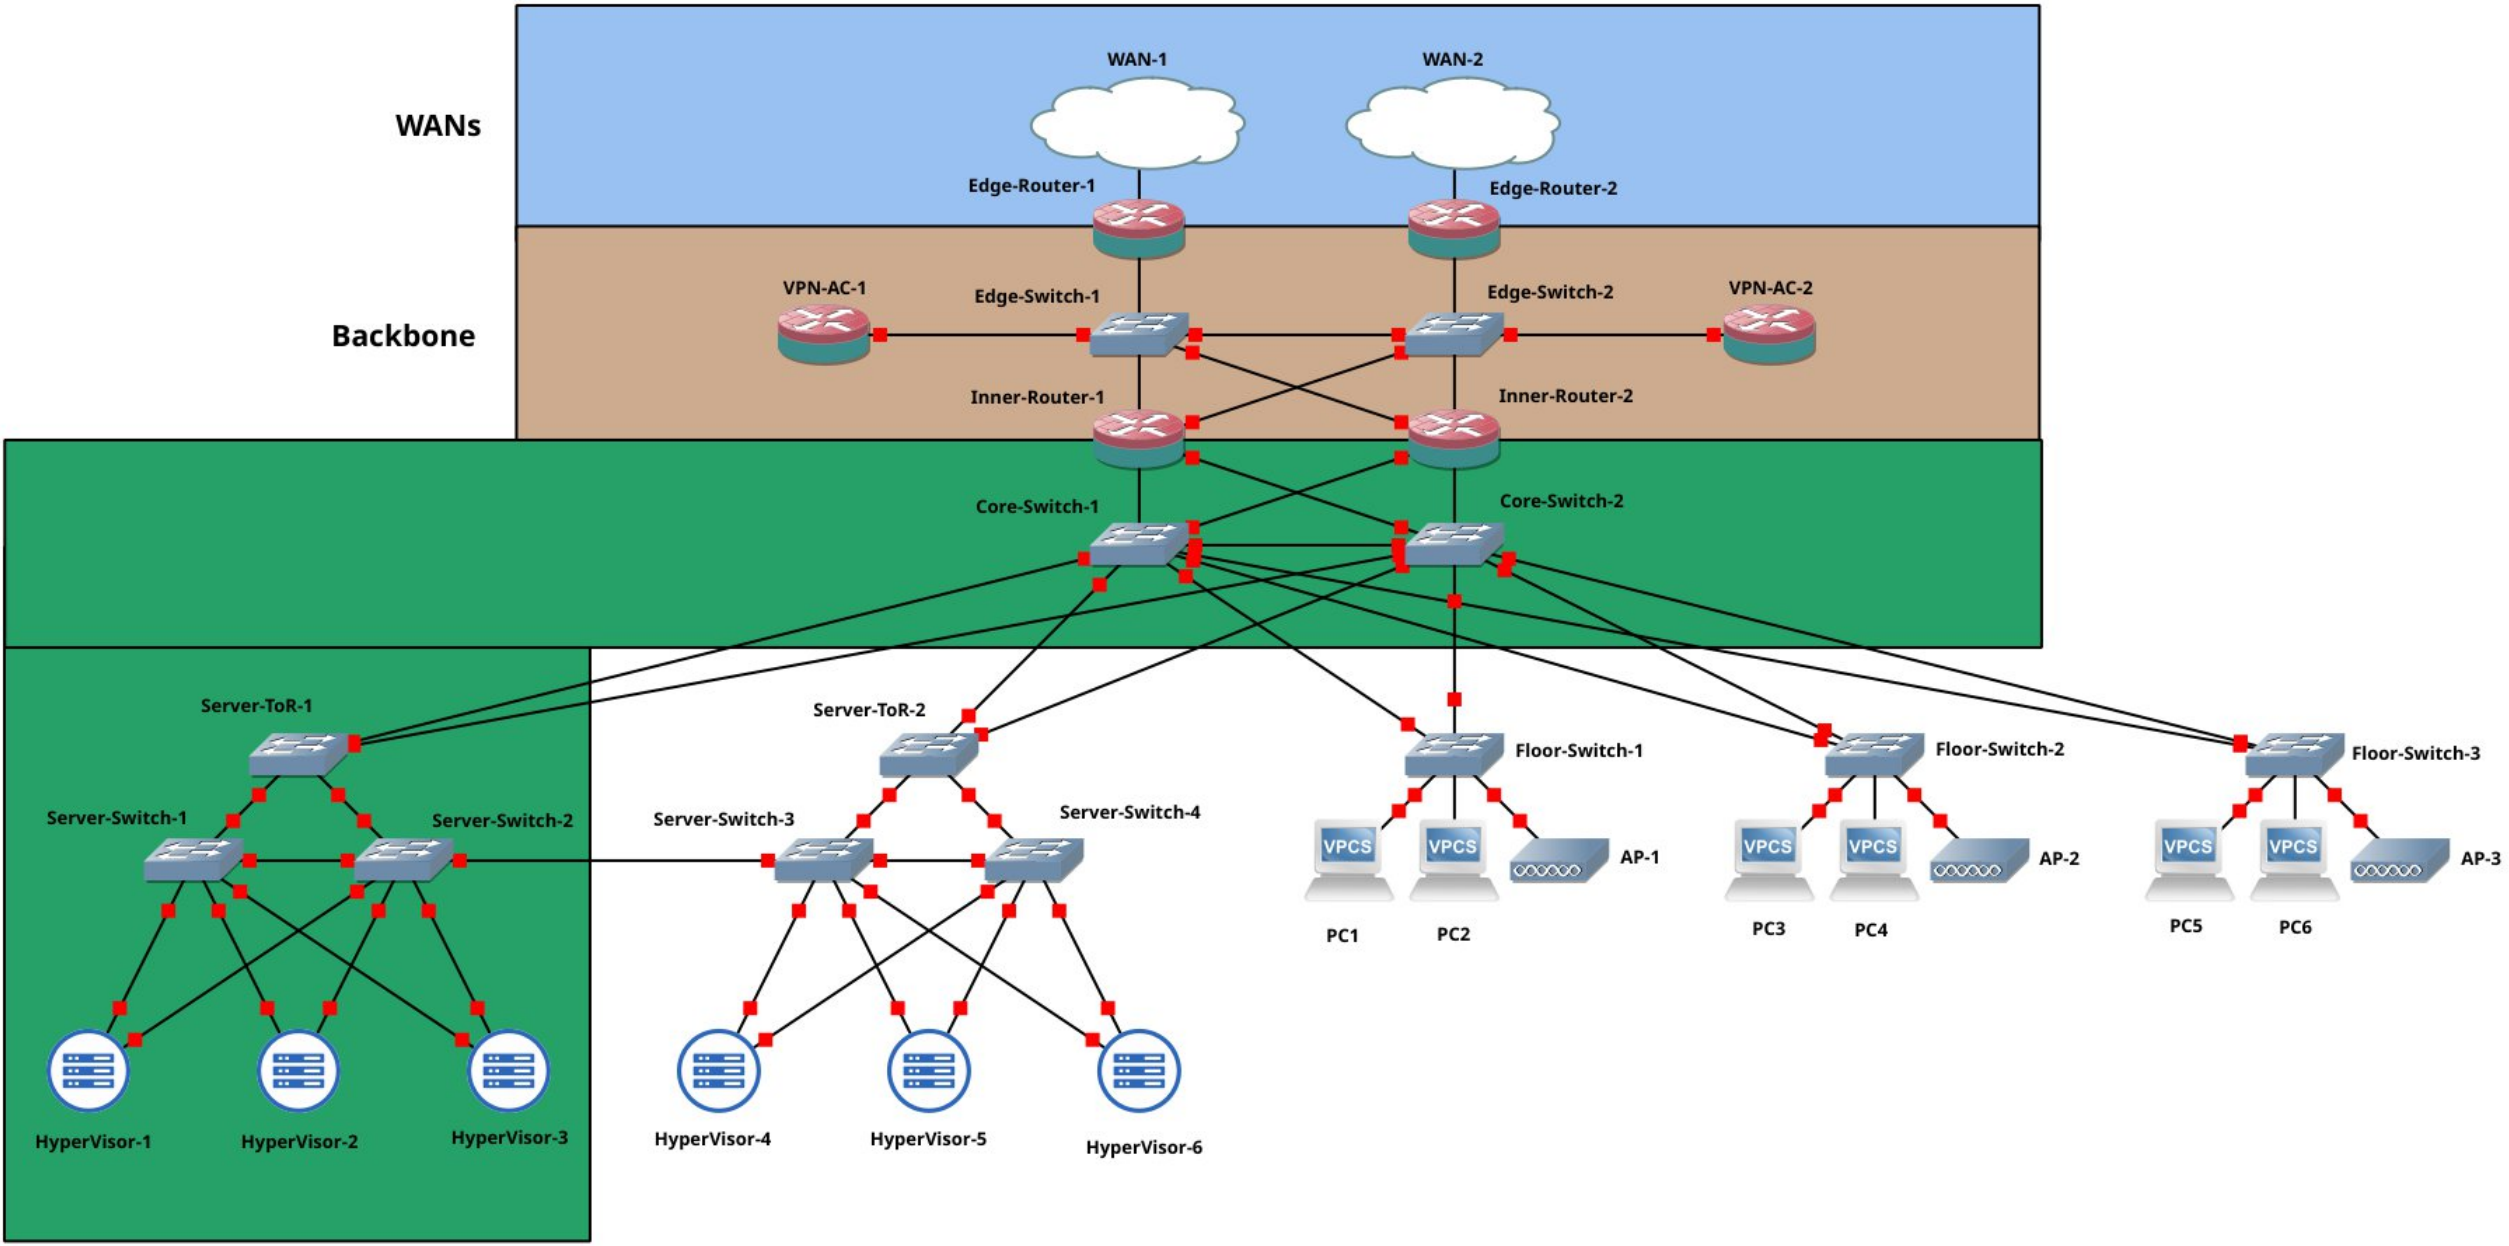 WAN-1
WAN-2
WANs
Edge-Router-1
Edge-Router-2
VPN-AC-1
Edge-Switch-1
Edge-Switch-2
VPN-AC-2
Backbone
Inner-Router-1
Inner-Router-2
Core-Switch-1
Core-Switch-2
Server-ToR-1
Server-ToR-2
Floor-Switch-1
Floor-Switch-2
Floor-Switch-3
Server-Switch-1
Server-Switch-2
Server-Switch-3
Server-Switch-4
VPCS
VPCS
AP-1
VPCS
VPCS
AP-2
VPCS
VPCS
AP-3
PC1
PC2
PC3
PC4
PC5
PC6
HyperVisor-1
HyperVisor-2
HyperVisor-3
HyperVisor-4
HyperVisor-5
HyperVisor-6